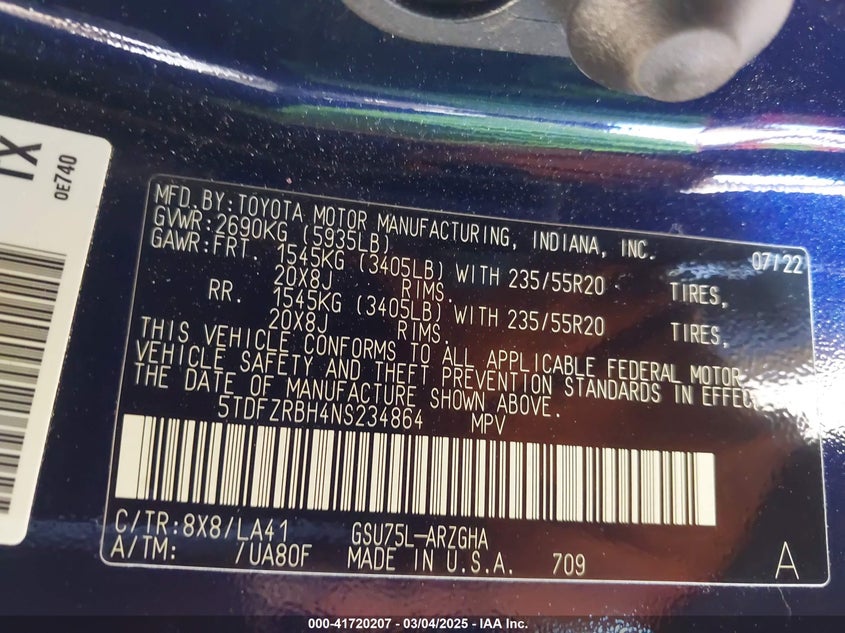 TX
0E740
MFD.BY:TOYOTA MOTOR MANUFACTURING, INDIANA, INC. 07/22
GVWR:2690KG (5935LB)
GAWR:FRT. 1545KG (3405LB) WITH 235/55R20 TIRES,
20X8J RIMS.
RR. 1545KG (3405LB) WITH 235/55R20 TIRES,
20X8J RIMS.
THIS VEHICLE CONFORMS TO ALL APPLICABLE FEDERAL MOTOR
VEHICLE SAFETY AND THEFT PREVENTION STANDARDS IN EFFECT
THE DATE OF MANUFACTURE SHOWN ABOVE.
5TDFZRBH4NS234864 MPV
C/TR:8X8/LA41 GSU75L-ARZGHA
A/TM: /UA80F MADE IN U.S.A. 709 A
000-41720207 - 03/04/2025 - IAA Inc.